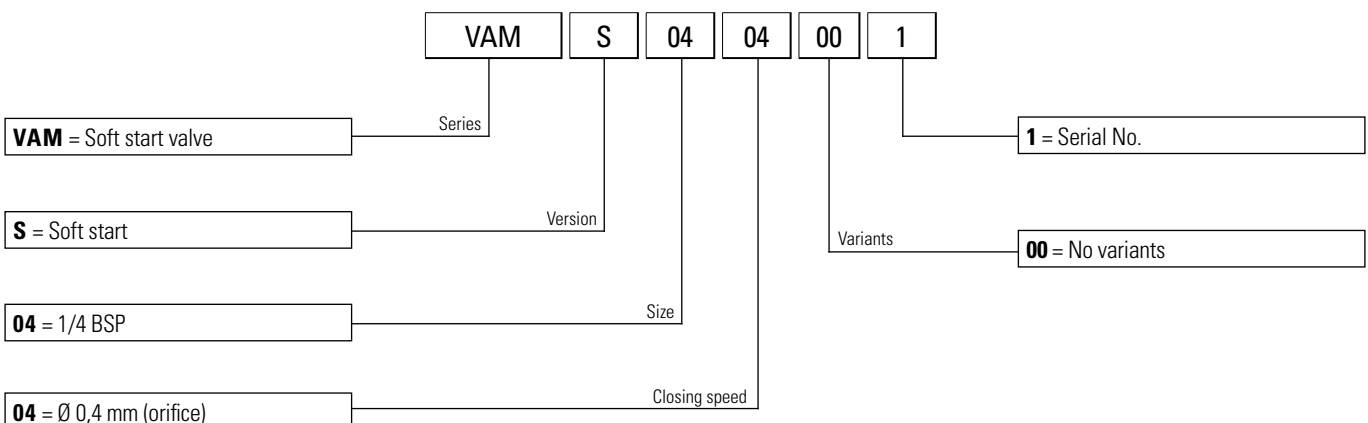 VAM S 04 04 00 1
Series
VAM = Soft start valve
1 = Serial No.
Version
S = Soft start
Variants
00 = No variants
Size
04 = 1/4 BSP
Closing speed
04 = Ø 0,4 mm (orifice)